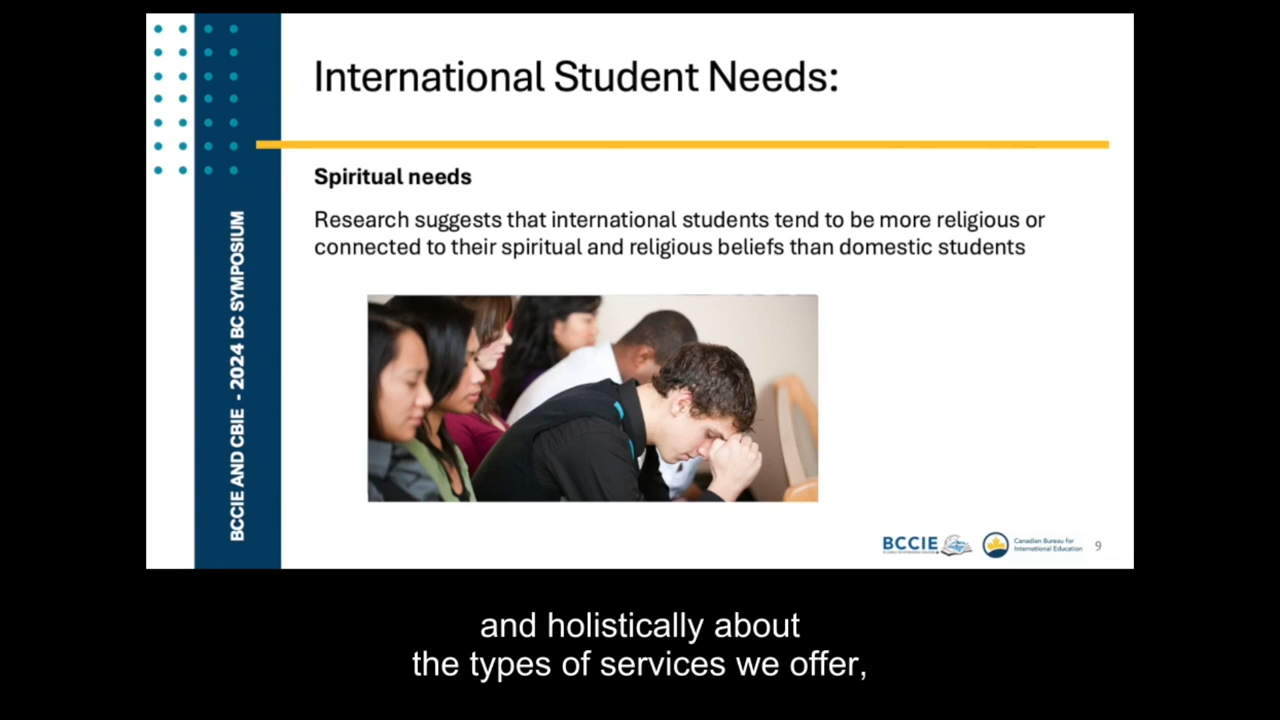 International Student Needs:
Spiritual needs
Research suggests that international students tend to be more religious or
connected to their spiritual and religious beliefs than domestic students
BCCIE AND CBIE - 2024 BC SYMPOSIUM
BCCIE
Canadian Bureau for
International Education
9
and holistically about
the types of services we offer,